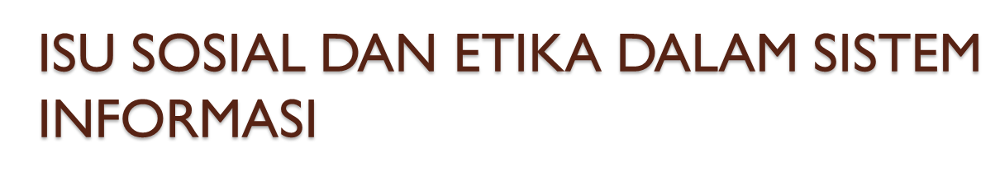 ISU SOSIAL DAN ETIKA DALAM SISTEM
INFORMASI